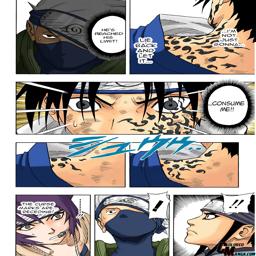 ...I'M
NOT
JUST
GONNA...
LIE
BACK
AND
LET
IT...
HE'S
REACHED
HIS
LIMIT!
...CONSUME
ME!!
!!
!
!!
THE CURSE
MARKS ARE
RECEDING!